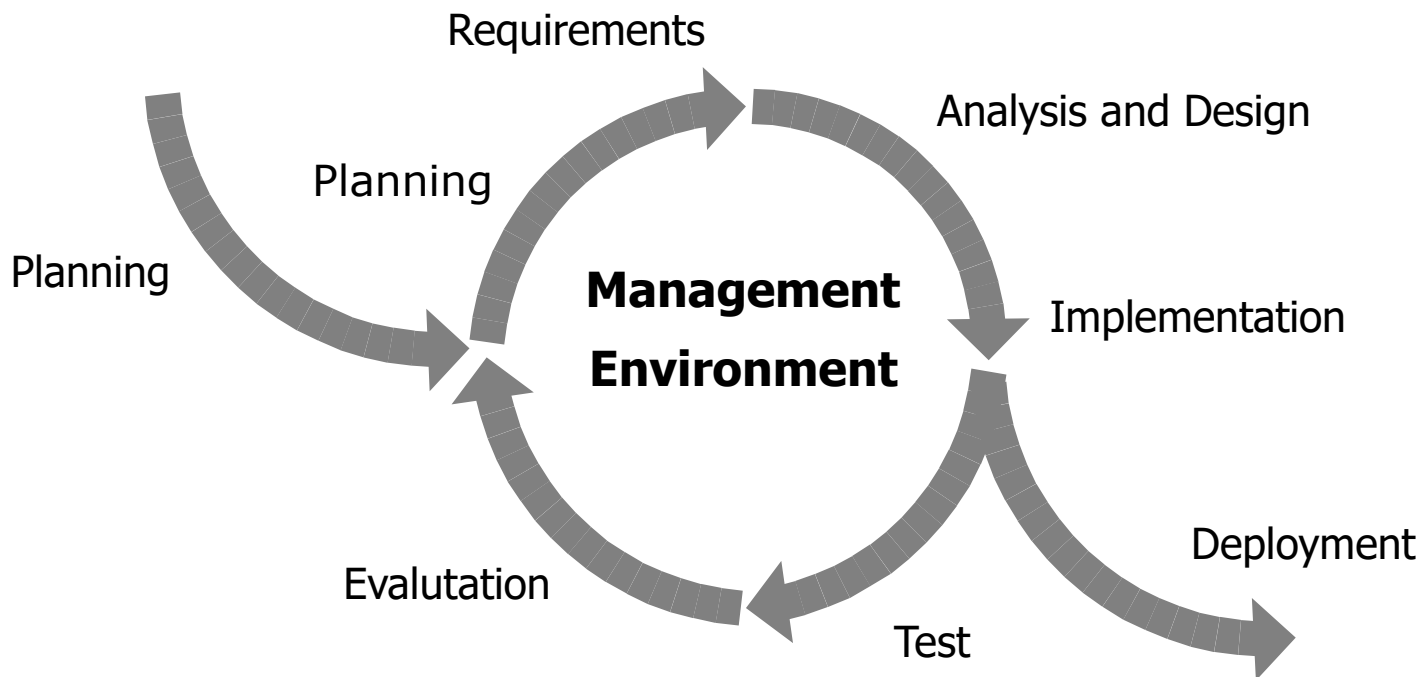 Requirements
Analysis and Design
Planning
Planning
Management
Environment
Implementation
Deployment
Evalutation
Test